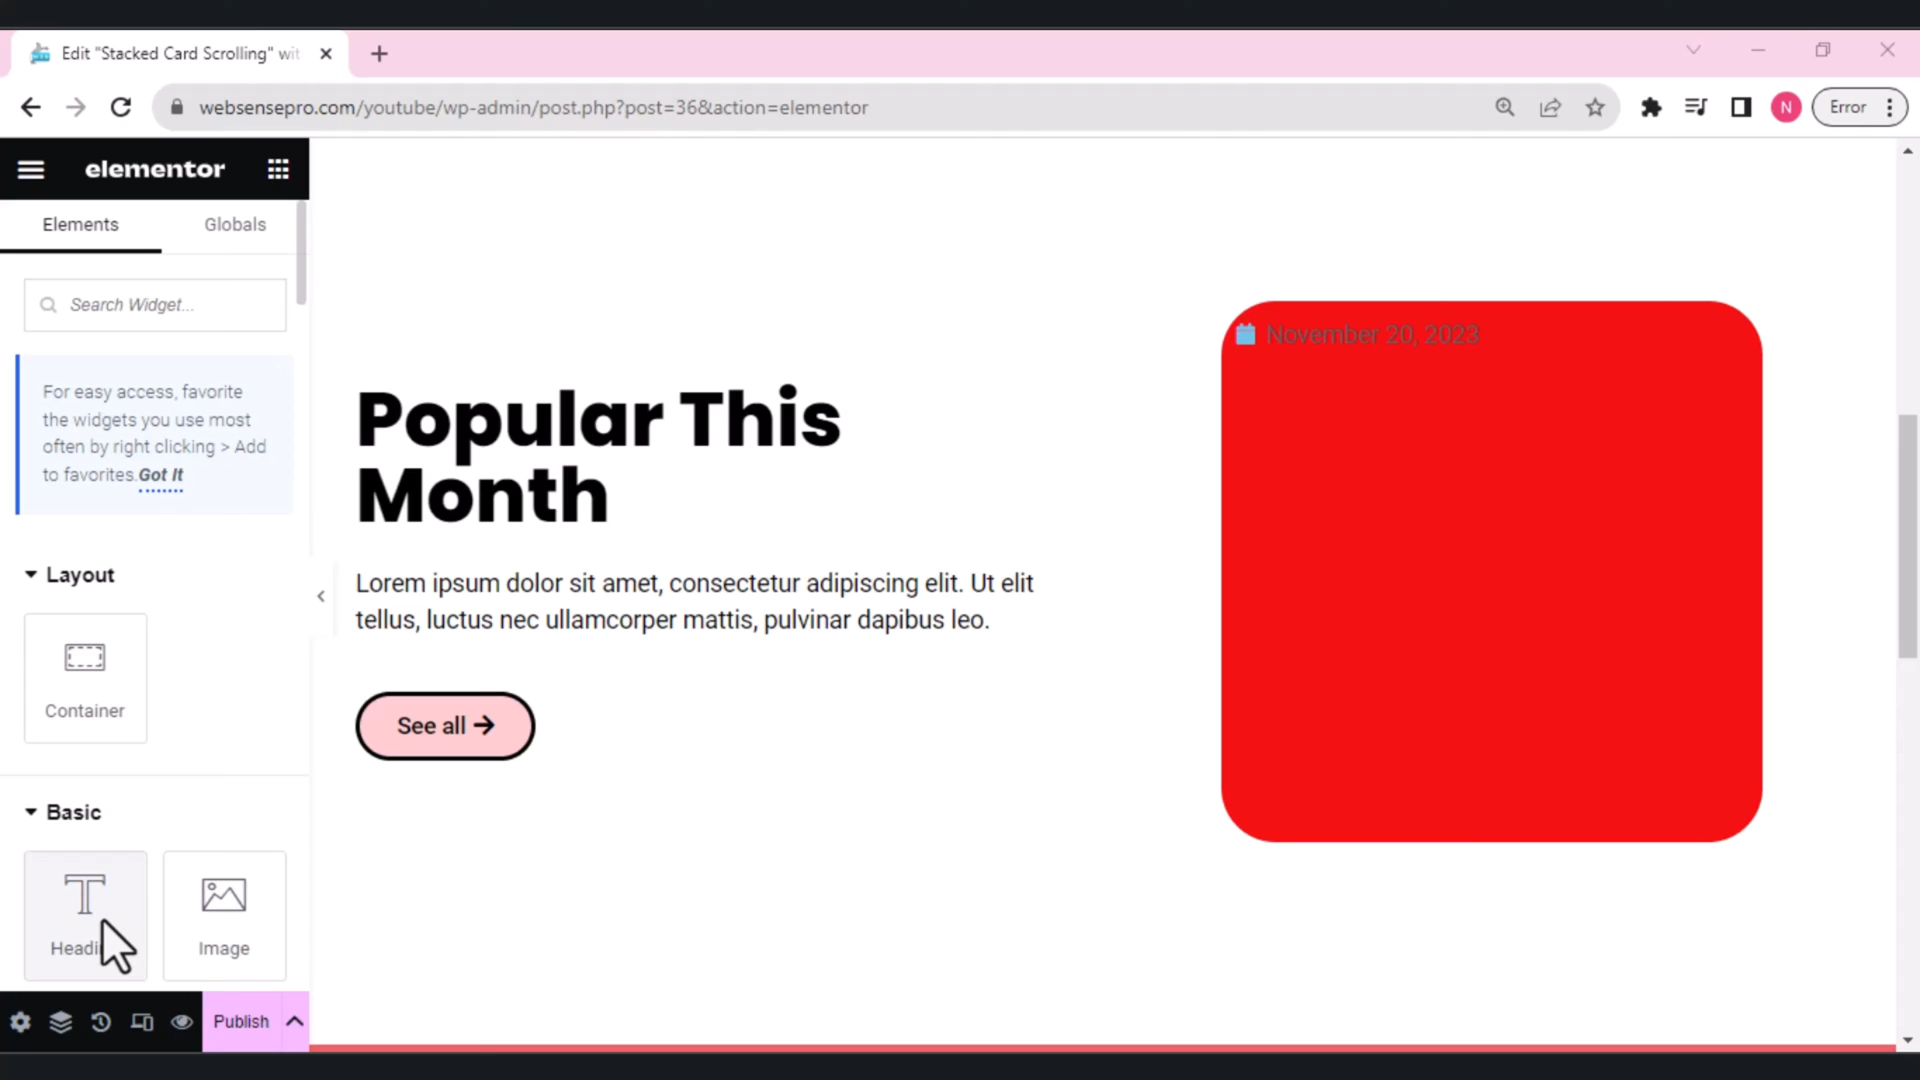 Edit "Stacked Card Scrolling" wit
websensepro.com/youtube/wp-admin/post.php?post=36&action=elementor
N
Error
elementor
Elements
Globals
Search Widget...
For easy access, favorite
the widgets you use most
often by right clicking > Add
to favorites.Got It
Layout
Container
Basic
Headi
Image
Publish
Popular This
Month
Lorem ipsum dolor sit amet, consectetur adipiscing elit. Ut elit
tellus, luctus nec ullamcorper mattis, pulvinar dapibus leo.
See all
November 20, 2023